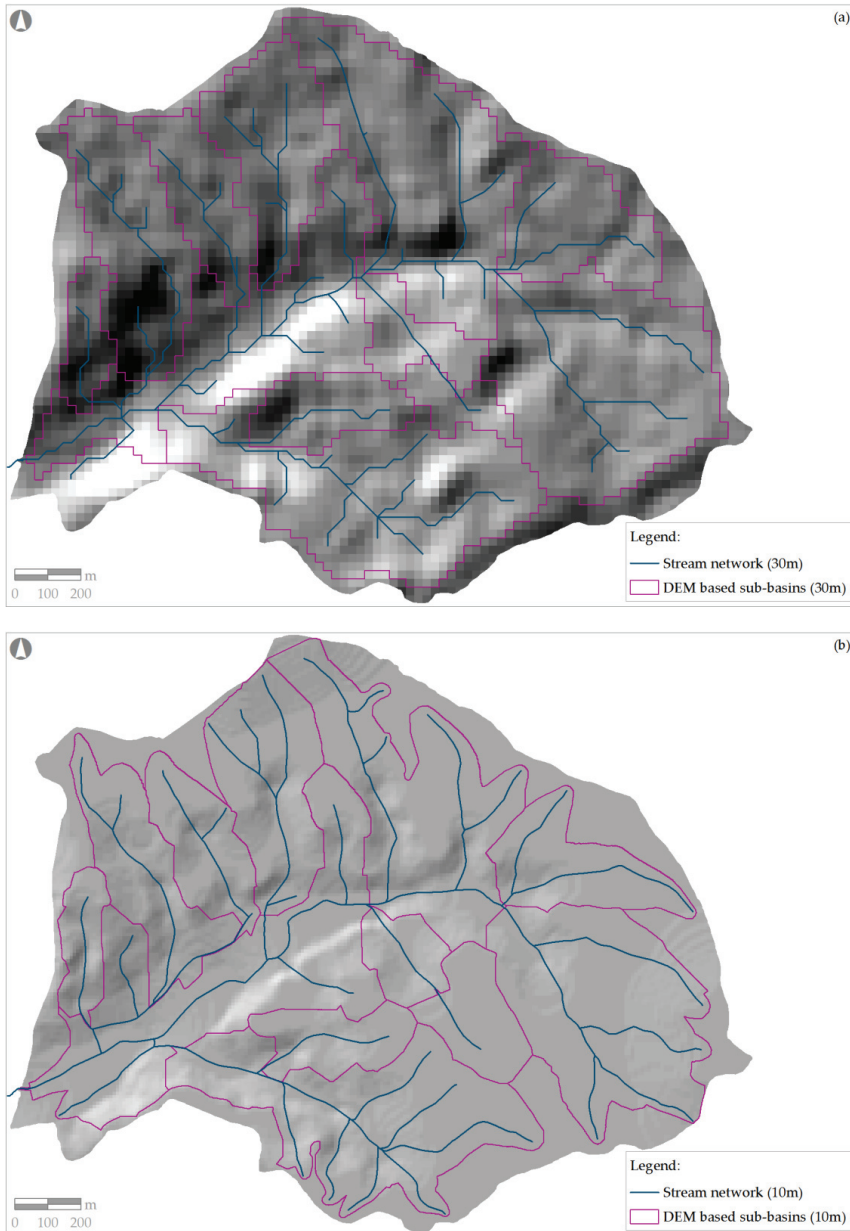 (a)
Legend:
Stream network (30m)
DEM based sub-basins (30m)
m
0 100 200
(b)
Legend:
Stream network (10m)
DEM based sub-basins (10m)
m
0 100 200